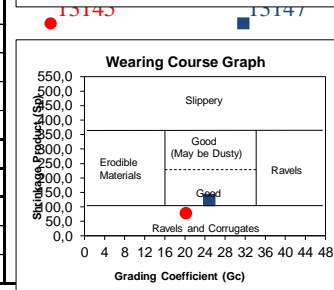 13145 13147
Wearing Course Graph
Shrinkage Product (Sp)
550,0
500,0
450,0
400,0
350,0
300,0
250,0
200,0
150,0
100,0
50,0
0,0
Slippery
Good
(May be Dusty)
Erodible
Materials
Ravels
Good
Ravels and Corrugates
0 4 8 12 16 20 24 28 32 36 40 44 48
Grading Coefficient (Gc)